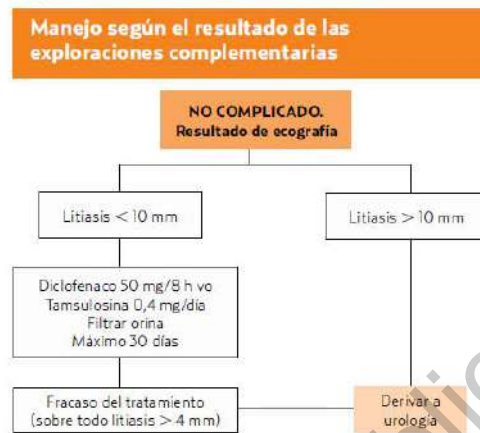 Manejo según el resultado de las
exploraciones complementarias
NO COMPLICADO.
Resultado de ecografía
Litiasis < 10 mm
Litiasis > 10 mm
Diclofenaco 50 mg/8 h vo
Tamsulosina 0,4 mg/día
Filtrar orina
Máximo 30 días
Fracaso del tratamiento
(sobre todo litiasis > 4 mm)
Derivar a
urología